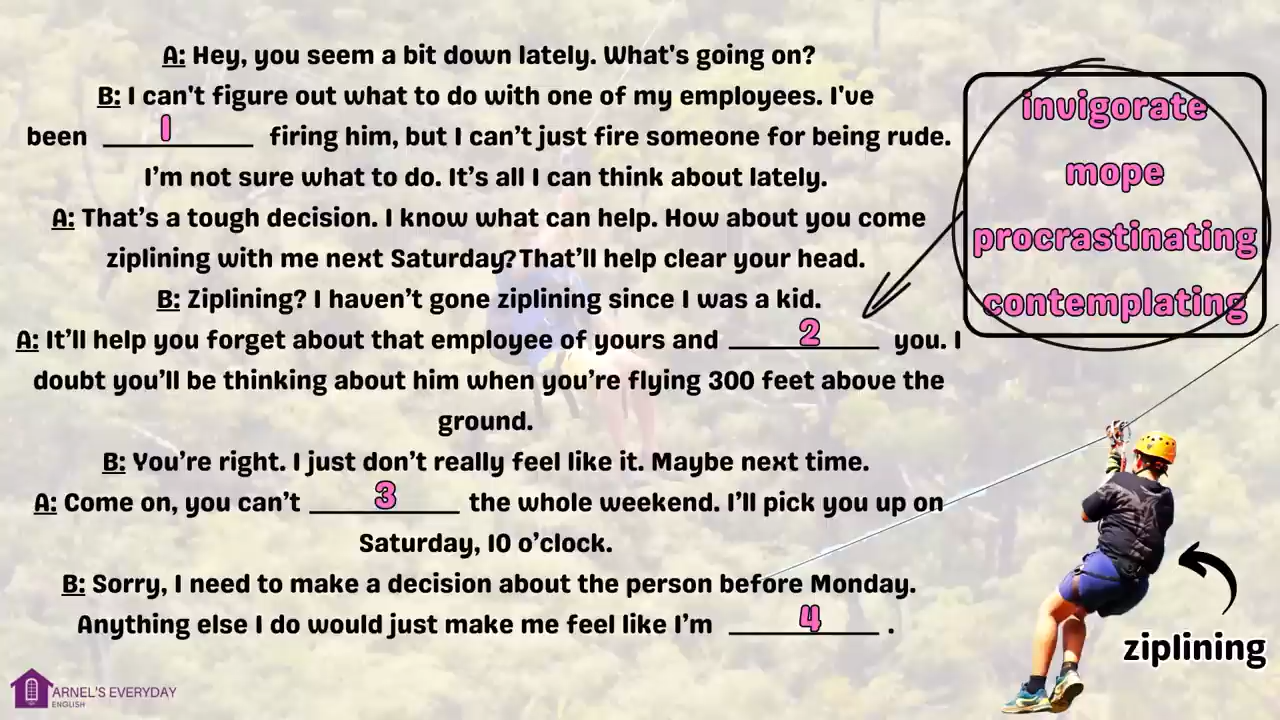 A: Hey, you seem a bit down lately. What's going on?
B: I can't figure out what to do with one of my employees. I've
been 1 firing him, but I can’t just fire someone for being rude.
I’m not sure what to do. It’s all I can think about lately.
A: That’s a tough decision. I know what can help. How about you come
ziplining with me next Saturday? That’ll help clear your head.
B: Ziplining? I haven’t gone ziplining since I was a kid.
A: It’ll help you forget about that employee of yours and 2 you. I
doubt you’ll be thinking about him when you’re flying 300 feet above the
ground.
B: You’re right. I just don’t really feel like it. Maybe next time.
A: Come on, you can’t 3 the whole weekend. I’ll pick you up on
Saturday, 10 o’clock.
B: Sorry, I need to make a decision about the person before Monday.
Anything else I do would just make me feel like I’m 4 .
invigorate
mope
procrastinating
contemplating
ziplining
ARNEL'S EVERYDAY
ENGLISH